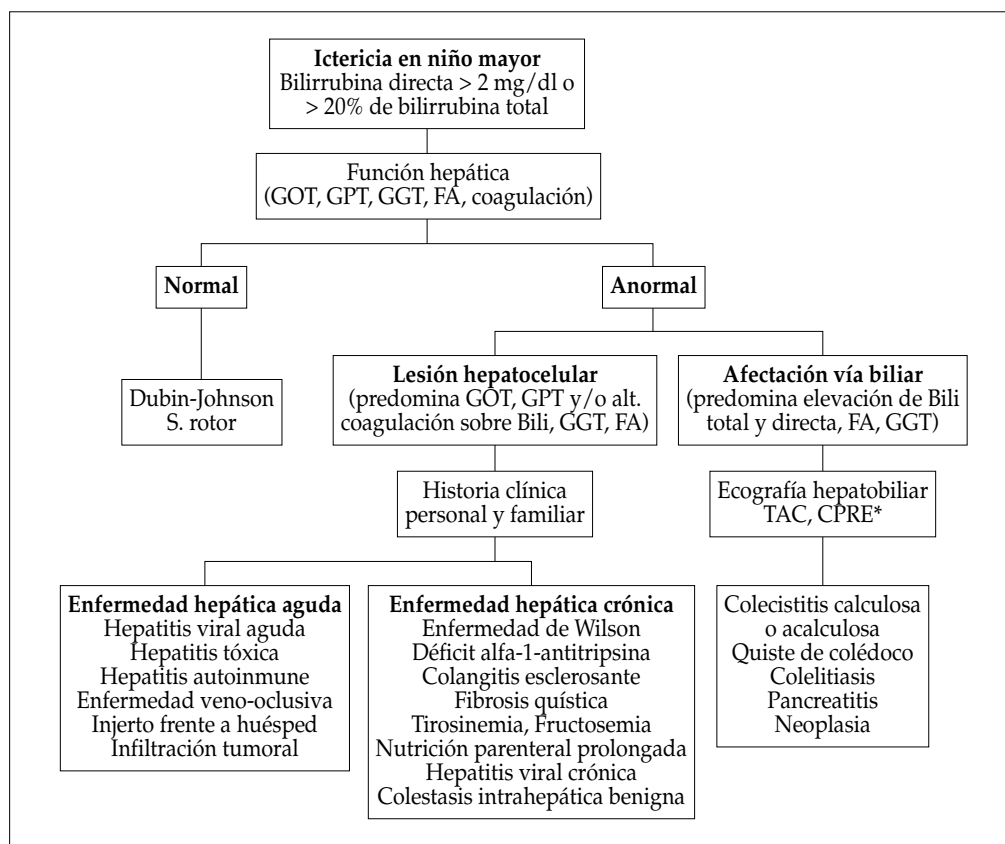 Ictericia en niño mayor
Bilirrubina directa > 2 mg/dl o
> 20% de bilirrubina total
Función hepática
(GOT, GPT, GGT, FA, coagulación)
Normal
Anormal
Dubin-Johnson
S. rotor
Lesión hepatocelular
(predomina GOT, GPT y/o alt.
coagulación sobre Bili, GGT, FA)
Afectación vía biliar
(predomina elevación de Bili
total y directa, FA, GGT)
Historia clínica
personal y familiar
Ecografía hepatobiliar
TAC, CPRE*
Enfermedad hepática aguda
Hepatitis viral aguda
Hepatitis tóxica
Hepatitis autoinmune
Enfermedad veno-oclusiva
Injerto frente a huésped
Infiltración tumoral
Enfermedad hepática crónica
Enfermedad de Wilson
Déficit alfa-1-antitripsina
Colangitis esclerosante
Fibrosis quística
Tirosinemia, Fructosemia
Nutrición parenteral prolongada
Hepatitis viral crónica
Colestasis intrahepática benigna
Colecistitis calculosa
o acalculosa
Quiste de colédoco
Colelitiasis
Pancreatitis
Neoplasia